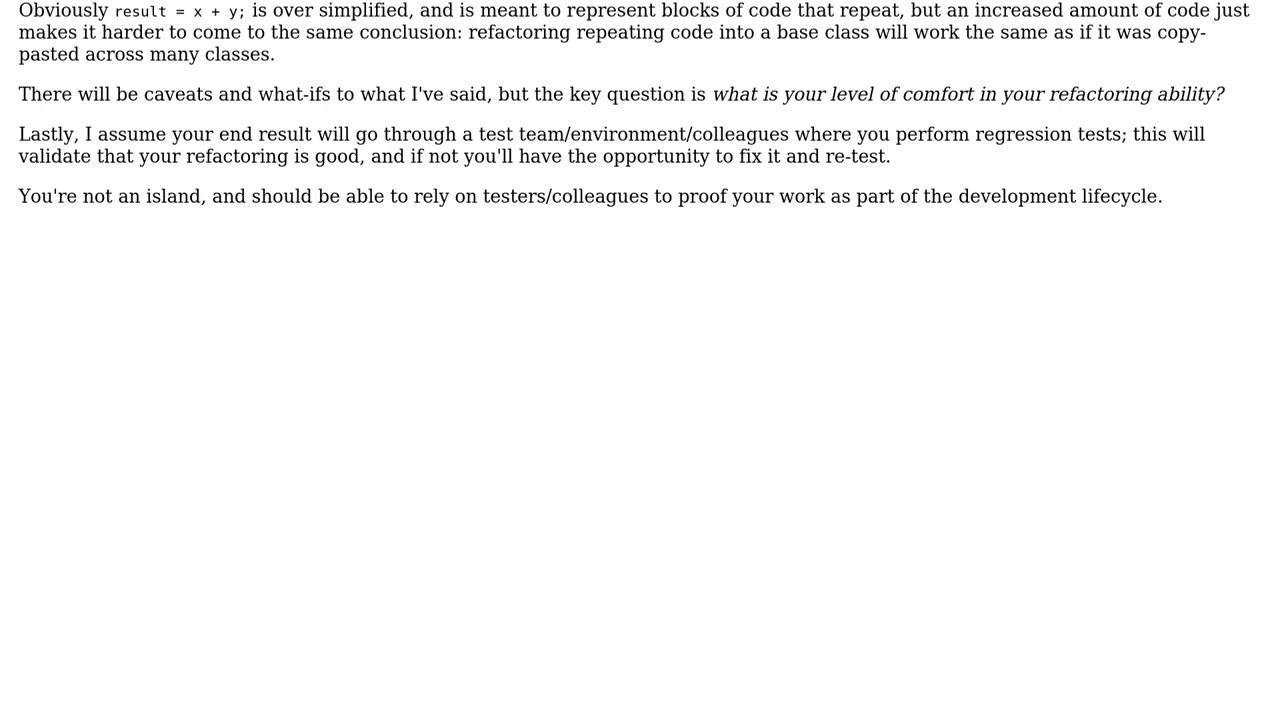 Obviously result = x + y; is over simplified, and is meant to represent blocks of code that repeat, but an increased amount of code just
makes it harder to come to the same conclusion: refactoring repeating code into a base class will work the same as if it was copy-
pasted across many classes.
There will be caveats and what-ifs to what I've said, but the key question is what is your level of comfort in your refactoring ability?
Lastly, I assume your end result will go through a test team/environment/colleagues where you perform regression tests; this will
validate that your refactoring is good, and if not you'll have the opportunity to fix it and re-test.
You're not an island, and should be able to rely on testers/colleagues to proof your work as part of the development lifecycle.